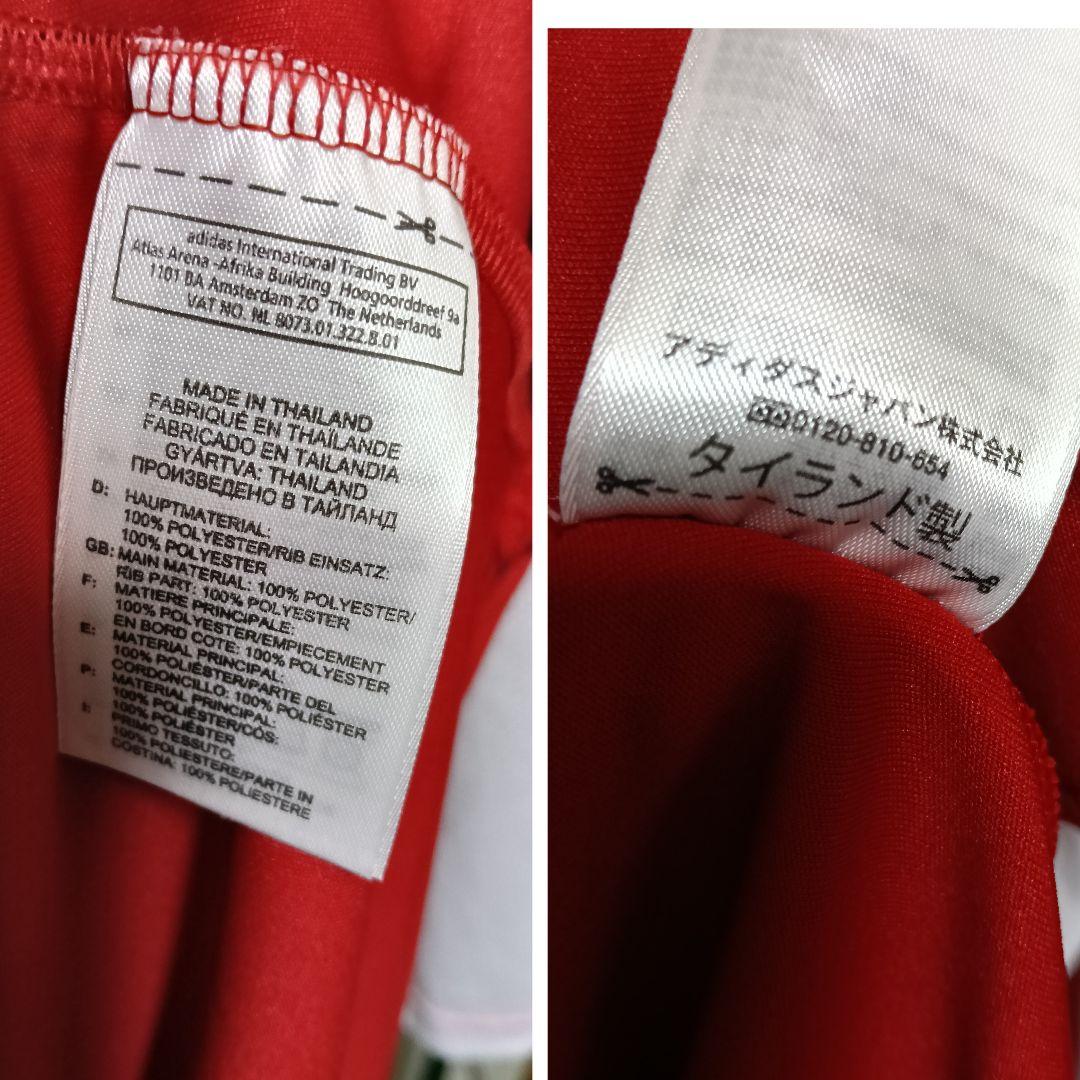 adidas International Trading BV
Atlas Arena -Afrika Building Hoogoorddreef 9a
1101 BA Amsterdam ZO The Netherlands
VAT NO. NL 8073.01.322.B.01
MADE IN THAILAND
FABRIQUÉ EN THAÏLANDE
FABRICADO EN TAILANDIA
GYÁRTVA: THAILAND
ПРОИЗВЕДЕНО В ТАЙЛАНД
D: HAUPTMATERIAL:
100% POLYESTER/RIB EINSATZ:
100% POLYESTER
GB: MAIN MATERIAL: 100% POLYESTER/
RIB PART: 100% POLYESTER
F: MATIERE PRINCIPALE:
100% POLYESTER/EMPIECEMENT
EN BORD COTE: 100% POLYESTER
E: MATERIAL PRINCIPAL:
100% POLIÉSTER/PARTE DEL
CORDONCILLO: 100% POLIÉSTER
P: MATERIAL PRINCIPAL:
100% POLIÉSTER/CÓS:
POLIÉSTER
I: PRIMO TESSUTO:
100% POLIESTERE/PARTE IN
COSTINA: 100% POLIESTERE
アディダスジャパン株式会社
0120-810-654
タイランド製